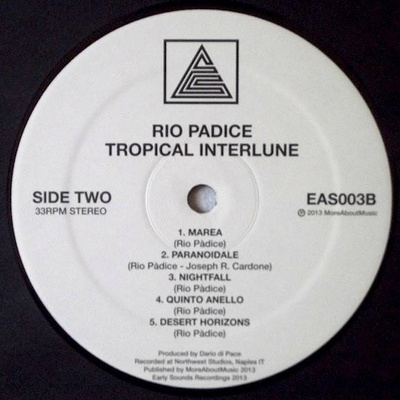 RIO PADICE
TROPICAL INTERLUNE
SIDE TWO
33RPM STEREO
EAS003B
℗ 2013 MoreAboutMusic
1. MAREA
(Rio Pàdice)
2. PARANOIDALE
(Rio Pàdice - Joseph R. Cardone)
3. NIGHTFALL
(Rio Pàdice)
4. QUINTO ANELLO
(Rio Pàdice)
5. DESERT HORIZONS
(Rio Pàdice)
Produced by Dario di Pace
Recorded at Northwest Studios, Naples IT
Published by MoreAboutMusic 2013
Early Sounds Recordings 2013